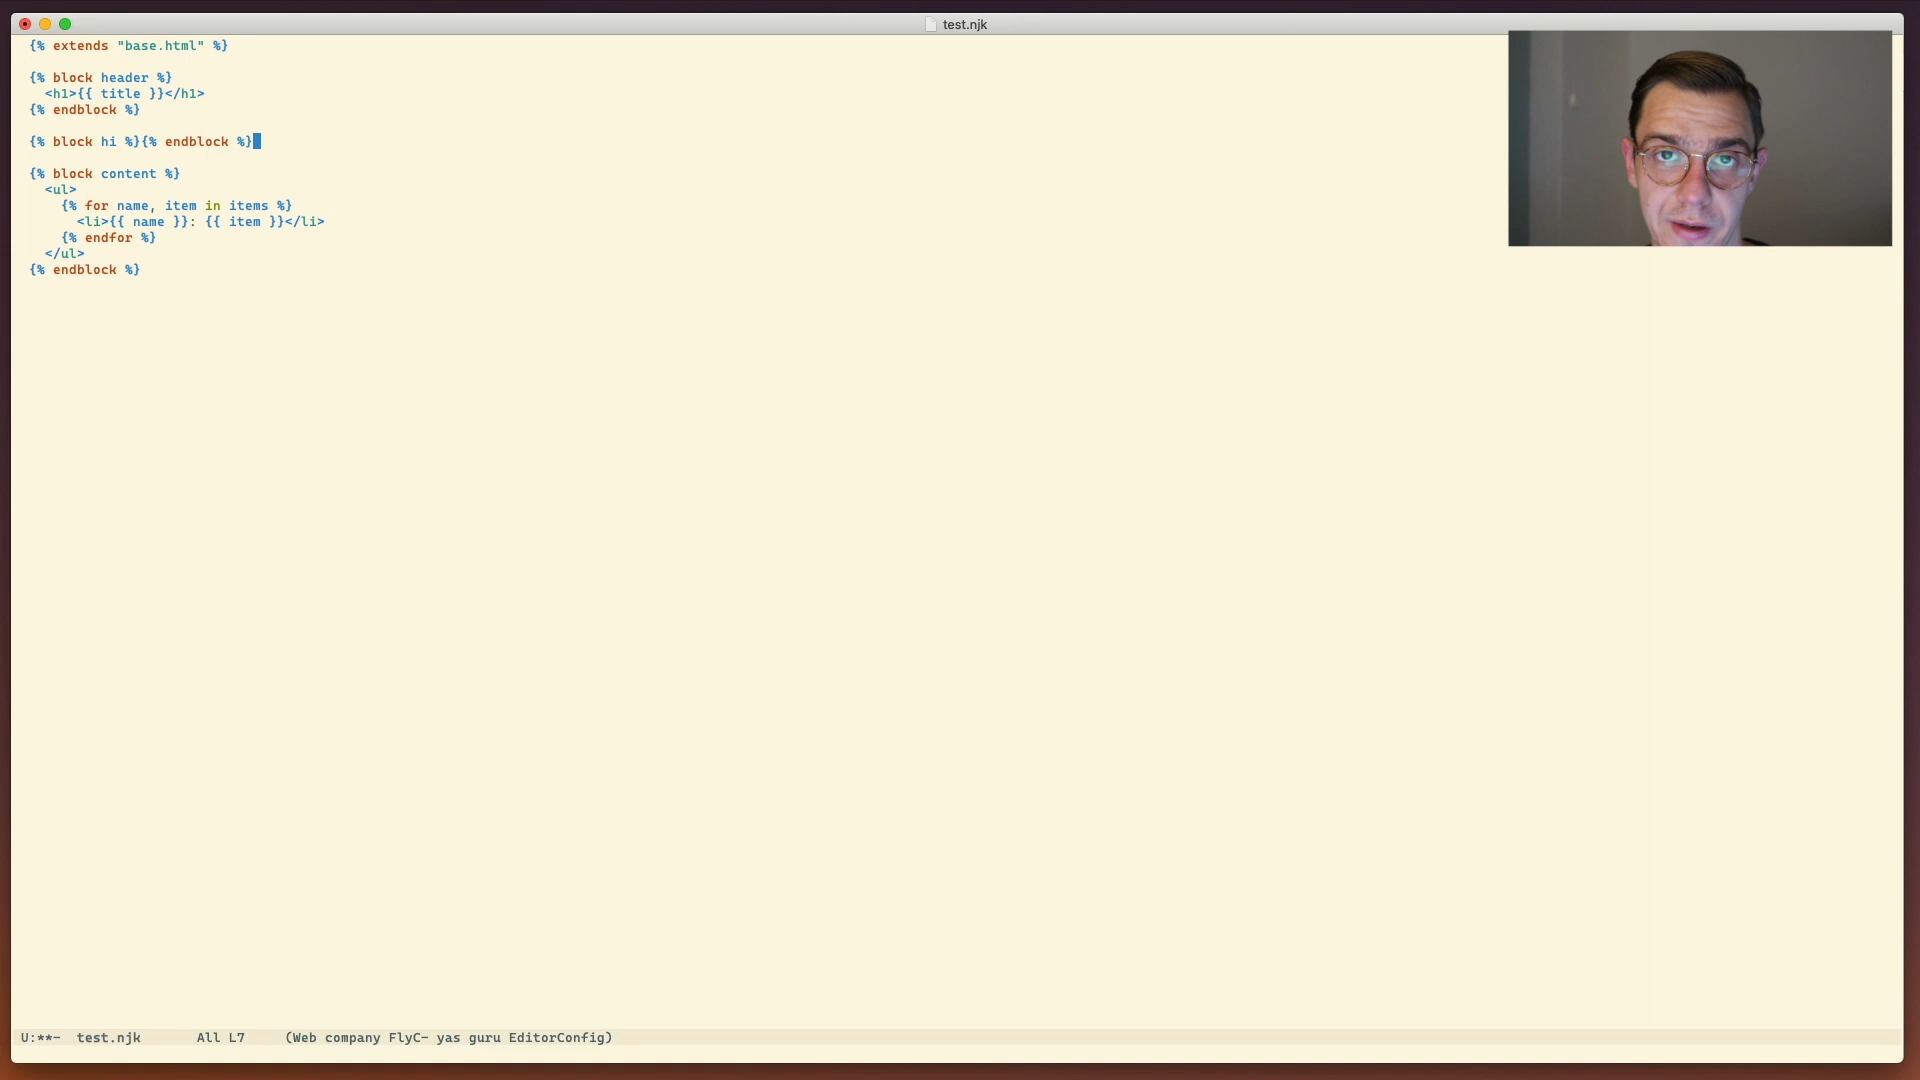 test.njk
{% extends "base.html" %}
{% block header %}
<h1>{{ title }}</h1>
{% endblock %}
{% block hi %}{% endblock %}
{% block content %}
<ul>
{% for name, item in items %}
<li>{{ name }}: {{ item }}</li>
{% endfor %}
</ul>
{% endblock %}
U:**-  test.njk       All L7     (Web company FlyC- yas guru EditorConfig)